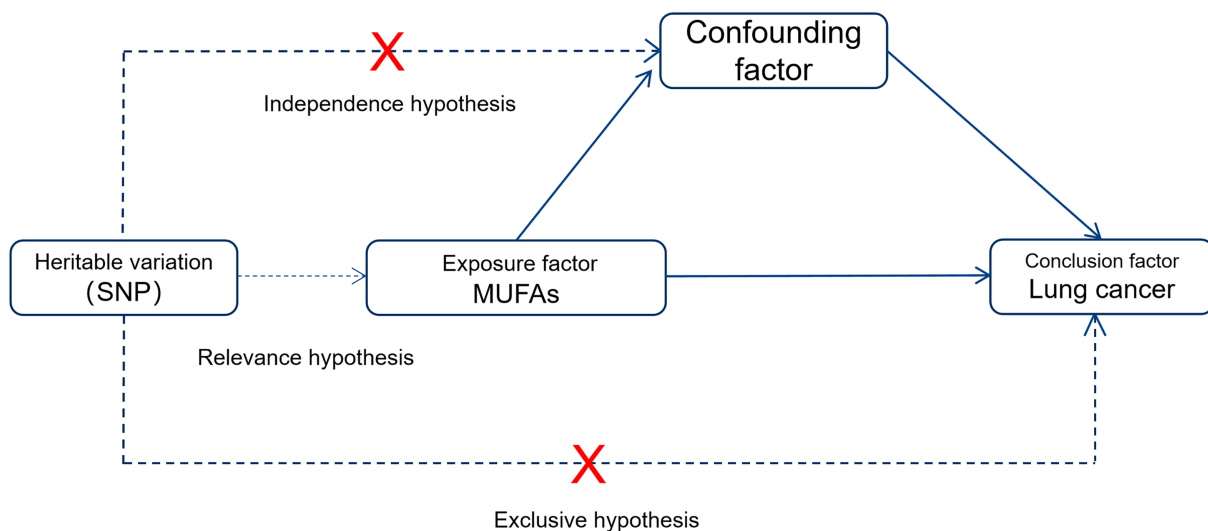 Confounding
factor
Independence hypothesis
Heritable variation
(SNP)
Exposure factor
MUFAs
Conclusion factor
Lung cancer
Relevance hypothesis
Exclusive hypothesis